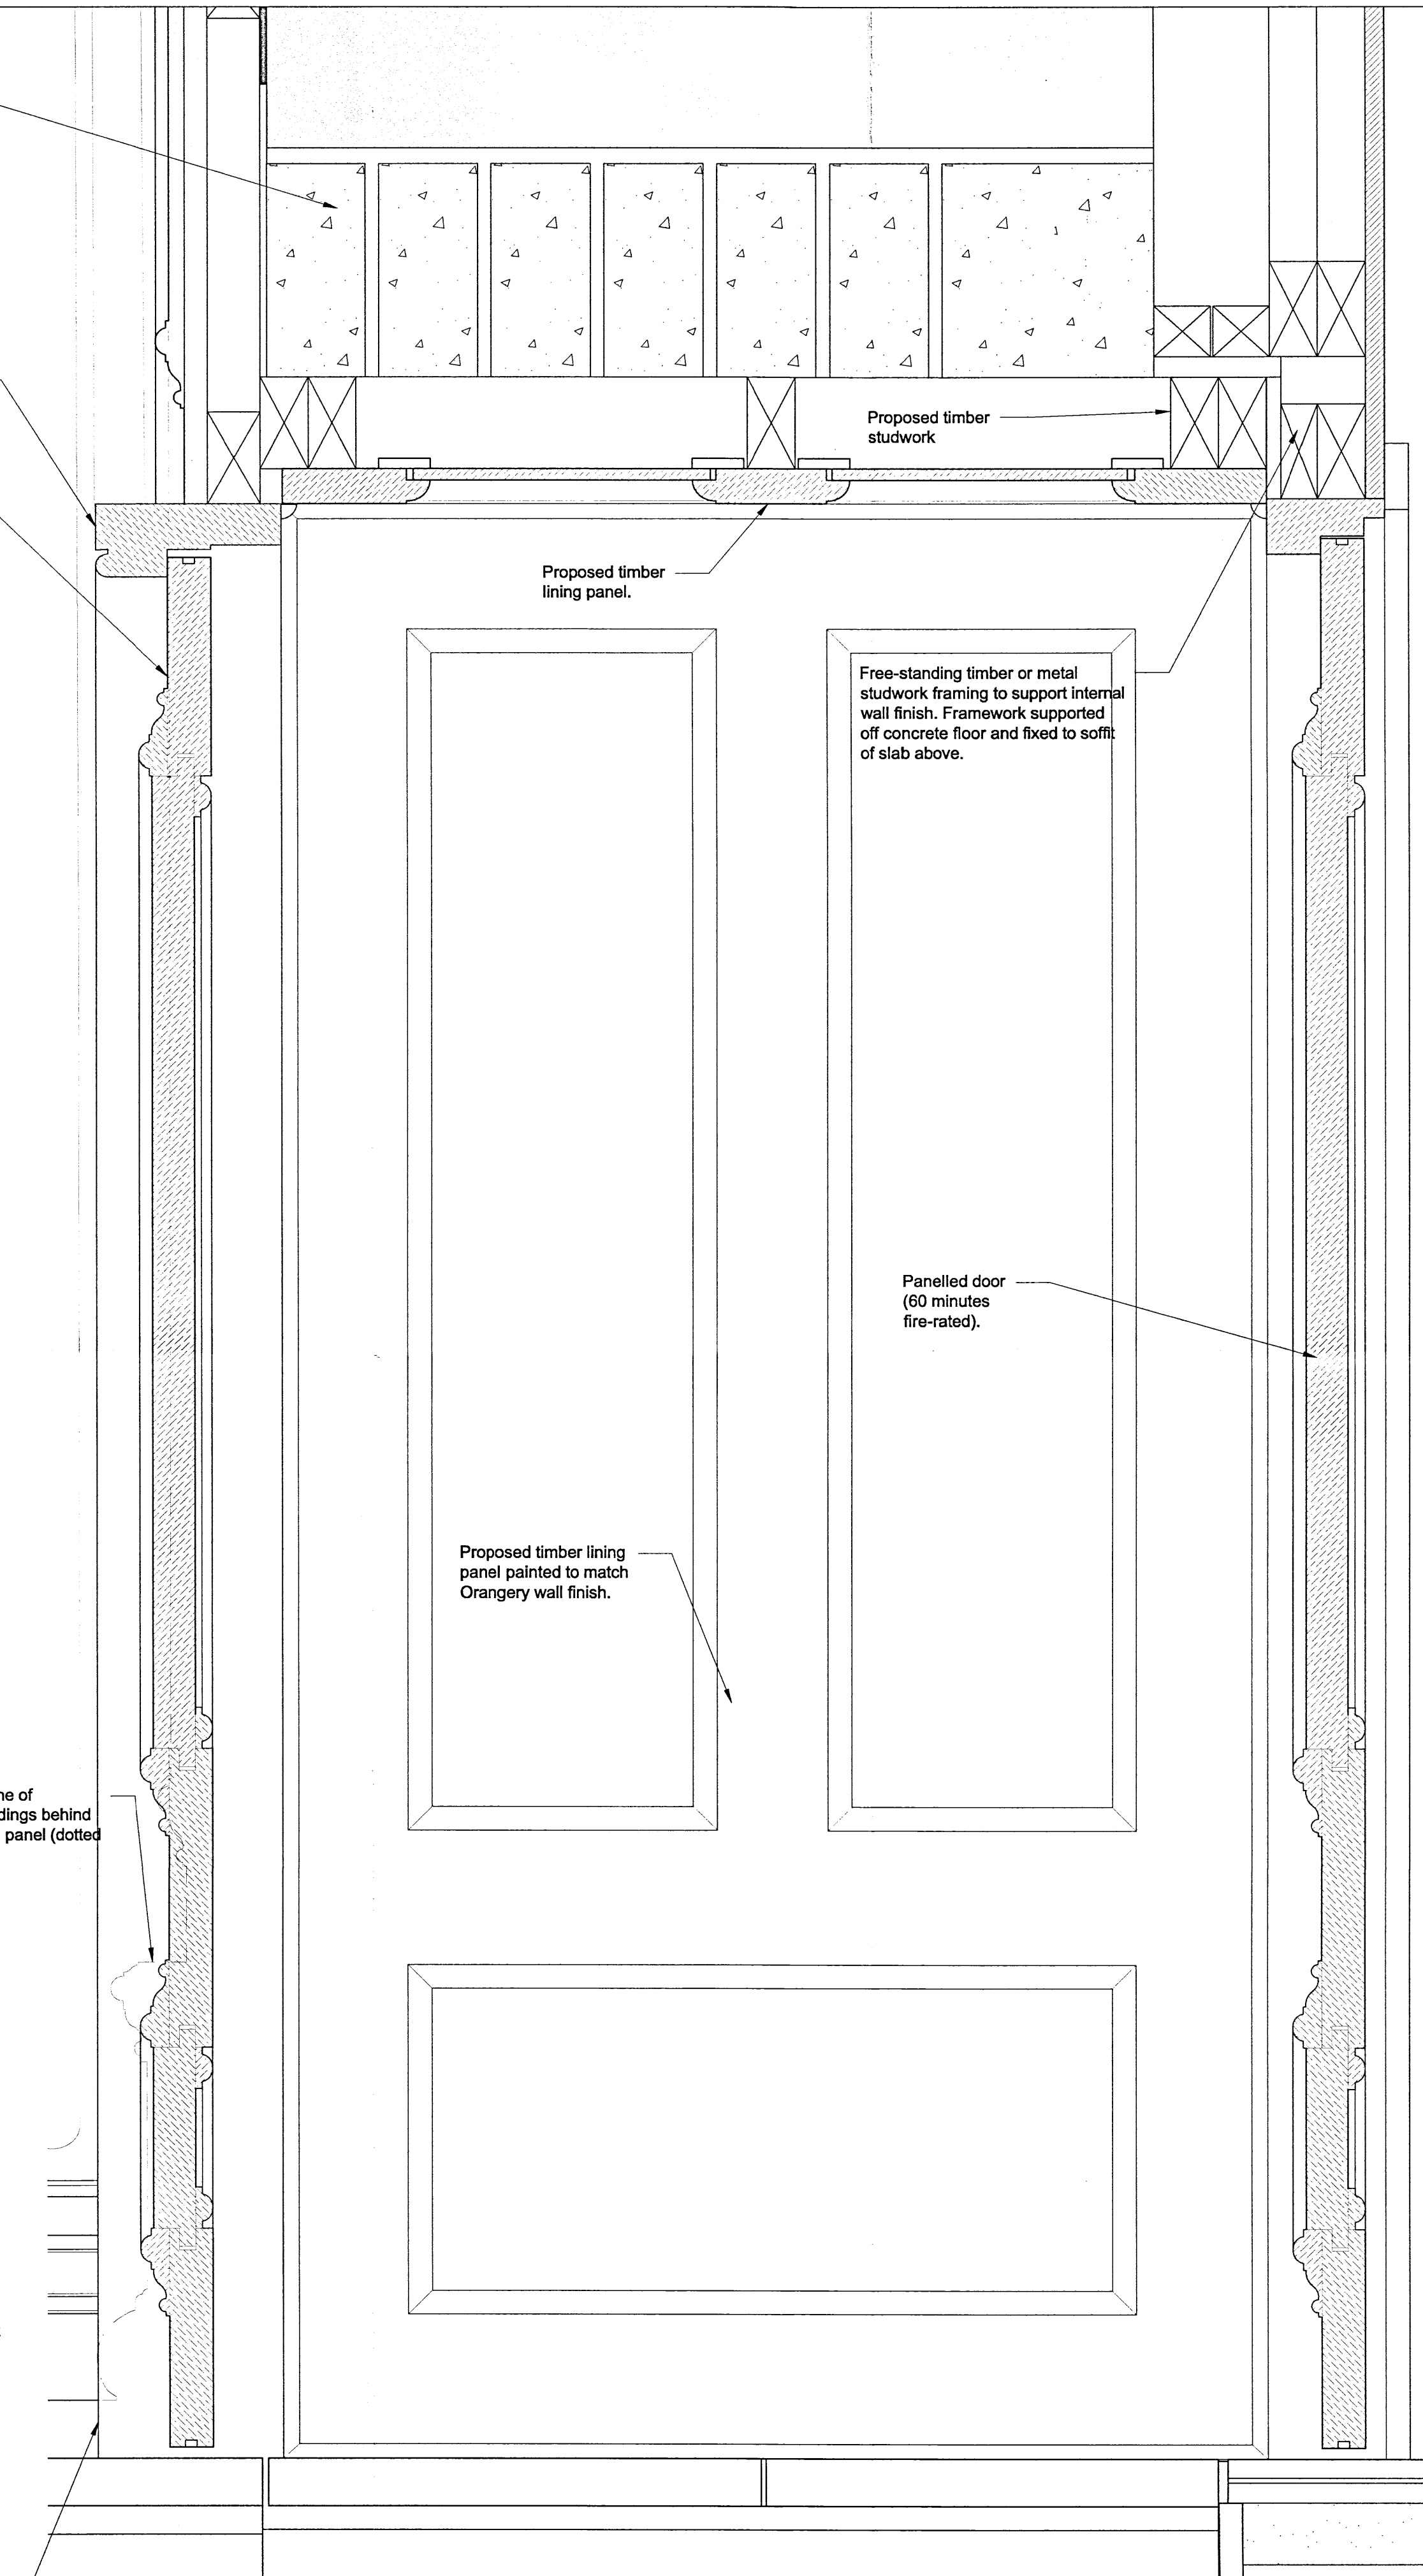 Proposed timber
studwork
Proposed timber
lining panel.
Free-standing timber or metal
studwork framing to support internal
wall finish. Framework supported
off concrete floor and fixed to soffit
of slab above.
Panelled door
(60 minutes
fire-rated).
Proposed timber lining
panel painted to match
Orangery wall finish.
of
behind
panel (dotted